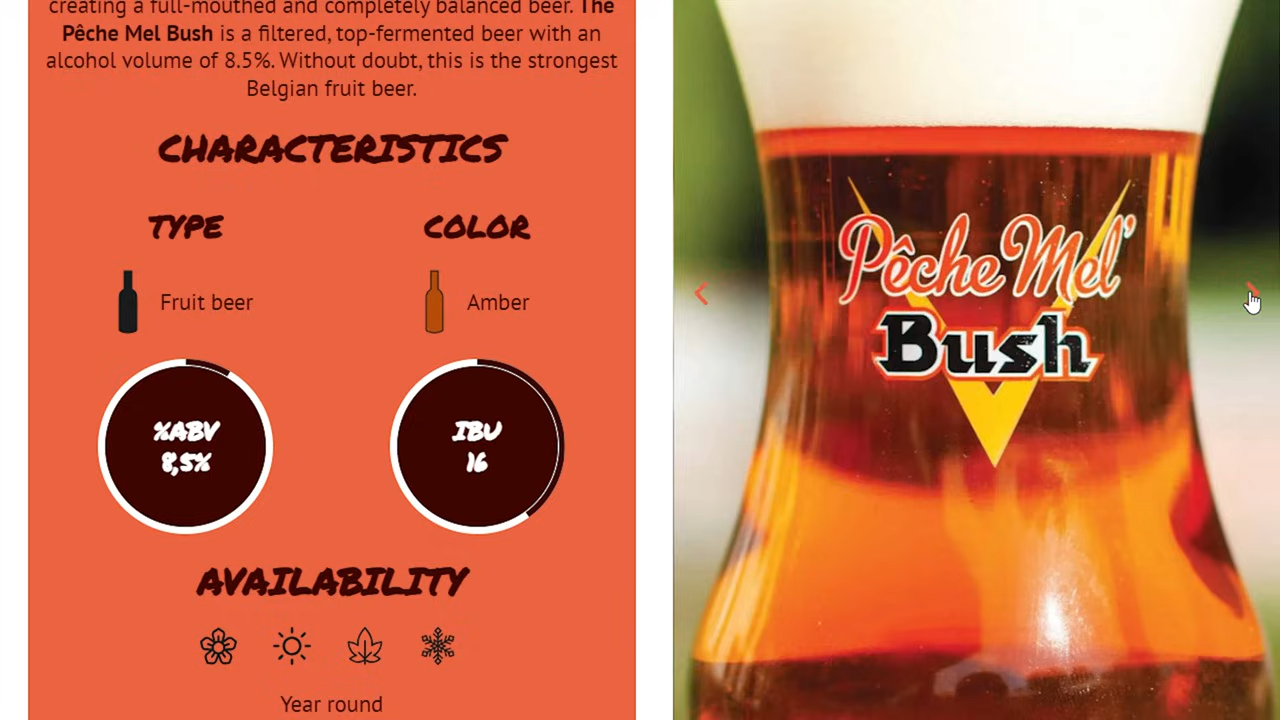 creating a full-mouthed and completely balanced beer. The
Pêche Mel Bush is a filtered, top-fermented beer with an
alcohol volume of 8.5%. Without doubt, this is the strongest
Belgian fruit beer.
CHARACTERISTICS
TYPE
COLOR
Fruit beer
Amber
%ABV
8,5%
IBU
16
AVAILABILITY
Year round
Pêche Mel'
Bush